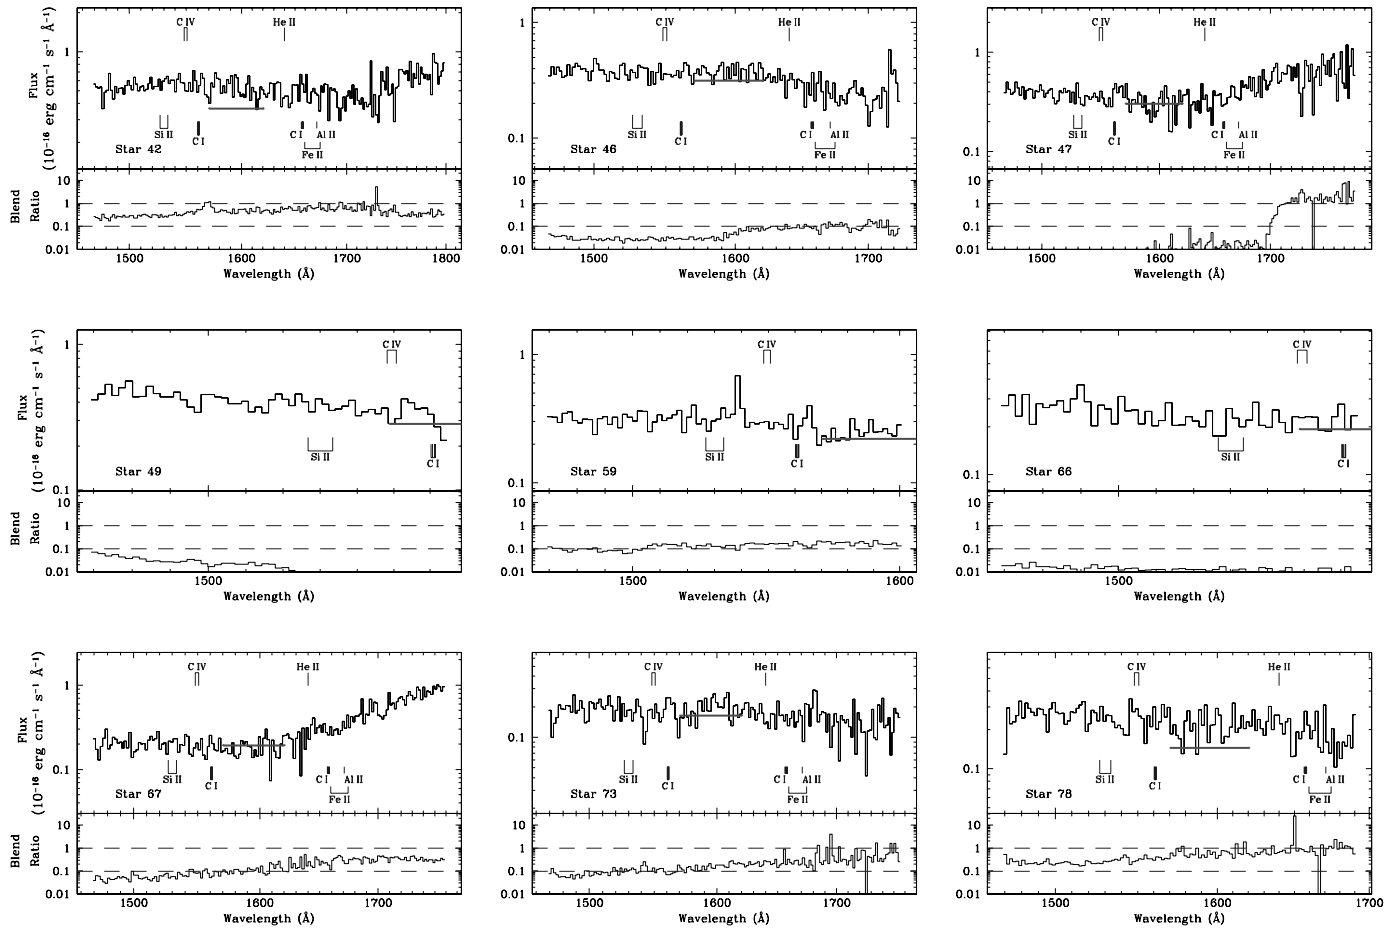 C IV He II C IV He II C IV He II
1 1 1
0.1 0.1
Flux
(10⁻¹⁶ erg cm⁻¹ s⁻¹ Å⁻¹)
Si II C I C I Al II Fe II
Star 42
Si II C I C I Al II Fe II
Star 46
Si II C I C I Al II Fe II
Star 47
Blend Ratio
10 1 0.1 0.01
10 1 0.1 0.01
10 1 0.1 0.01
1500 1600 1700 1800
1500 1600 1700
1500 1600 1700
Wavelength (Å) Wavelength (Å) Wavelength (Å)
C IV C IV C IV
1 1
0.1 0.1 0.1
Flux
(10⁻¹⁶ erg cm⁻¹ s⁻¹ Å⁻¹)
Si II C I
Star 49
Si II C I
Star 59
Si II C I
Star 66
Blend Ratio
10 1 0.1 0.01
10 1 0.1 0.01
10 1 0.1 0.01
1500
1500 1600
1500
Wavelength (Å) Wavelength (Å) Wavelength (Å)
C IV He II C IV He II C IV He II
1
0.1 0.1 0.1
Flux
(10⁻¹⁶ erg cm⁻¹ s⁻¹ Å⁻¹)
Si II C I C I Al II Fe II
Star 67
Si II C I C I Al II Fe II
Star 73
Si II C I C I Al II Fe II
Star 78
Blend Ratio
10 1 0.1 0.01
10 1 0.1 0.01
10 1 0.1 0.01
1500 1600 1700
1500 1600 1700
1500 1600 1700
Wavelength (Å) Wavelength (Å) Wavelength (Å)